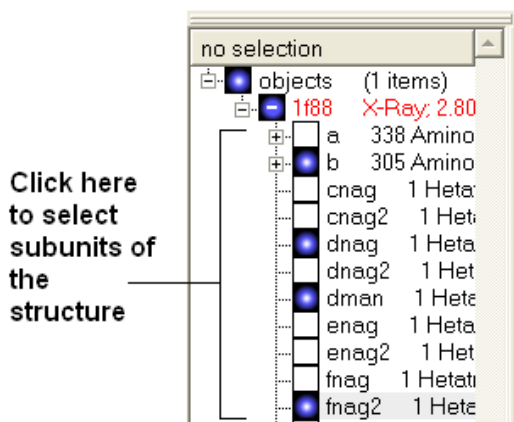 no selection
objects (1 items)
1f88 X-Ray; 2.80
a 338 Amino
b 305 Amino
cnag 1 Heta
cnag2 1 Het
dnag 1 Heta
dnag2 1 Het
dman 1 Heta
enag 1 Heta
enag2 1 Het
fnag 1 Hetat
fnag2 1 Heta
Click here
to select
subunits of
the
structure